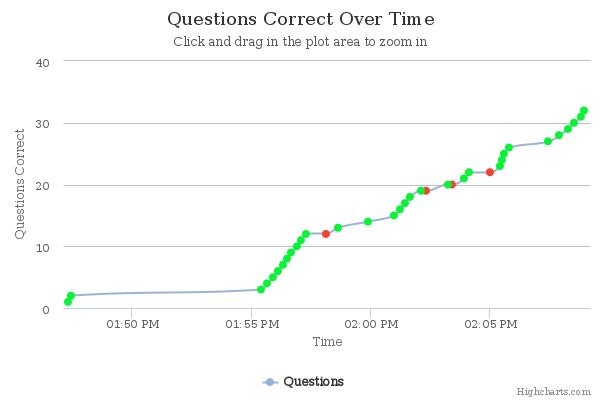 Questions Correct Over Time
Click and drag in the plot area to zoom in
Questions Correct
40
30
20
10
0
01:50 PM
01:55 PM
02:00 PM
02:05 PM
Time
Questions
Highcharts.com